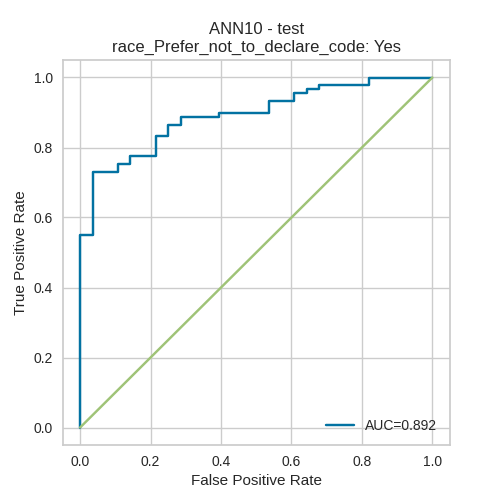 ANN10 - test
race_Prefer_not_to_declare_code: Yes
1.0
0.8
0.6
0.4
0.2
0.0
True Positive Rate
AUC=0.892
0.0 0.2 0.4 0.6 0.8 1.0
False Positive Rate